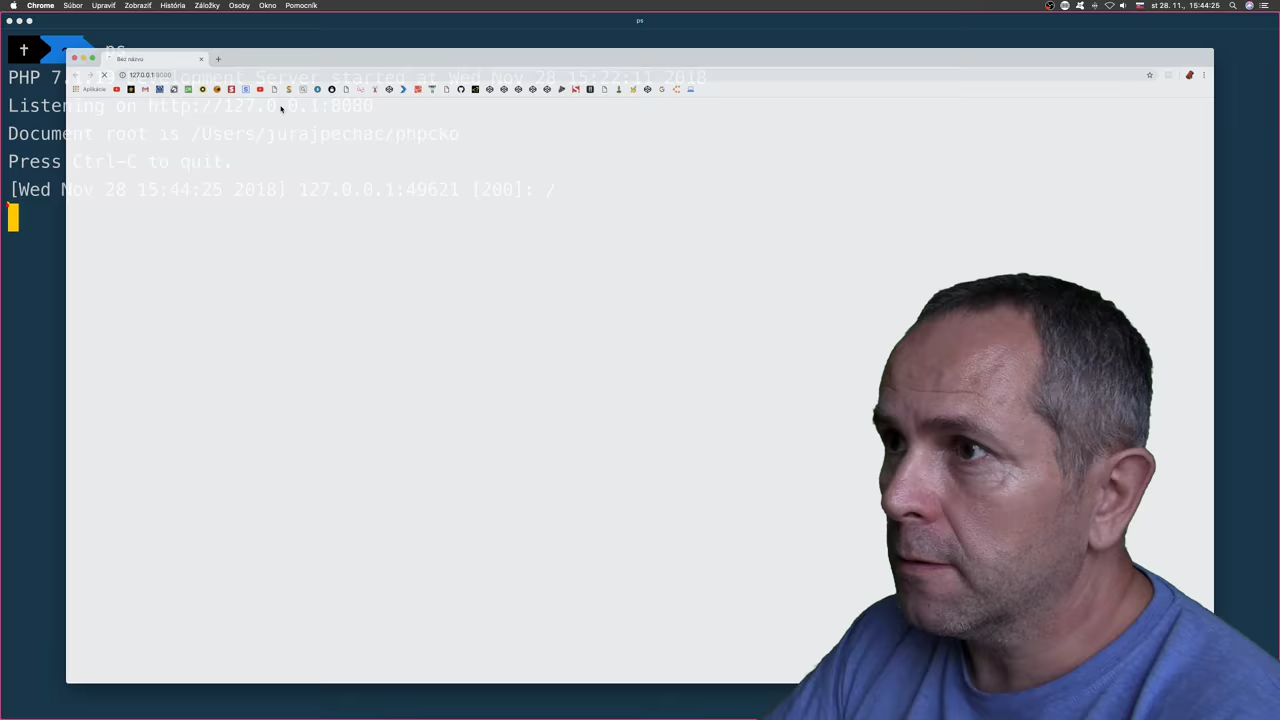 Chrome Súbor Upraviť Zobraziť História Záložky Osoby Okno Pomocník st 28. 11., 15:44:25
ps
ps
Bez názvu
PHP 7. Development Server started at Wed Nov 28 15:22:11 2018
127.0.0.1:8080
Aplikácie
Listening on http://127.0.0.1:8080
Document root is /Users/jurajpechac/phpcko
Press Ctrl-C to quit.
[Wed Nov 28 15:44:25 2018] 127.0.0.1:49621 [200]: /